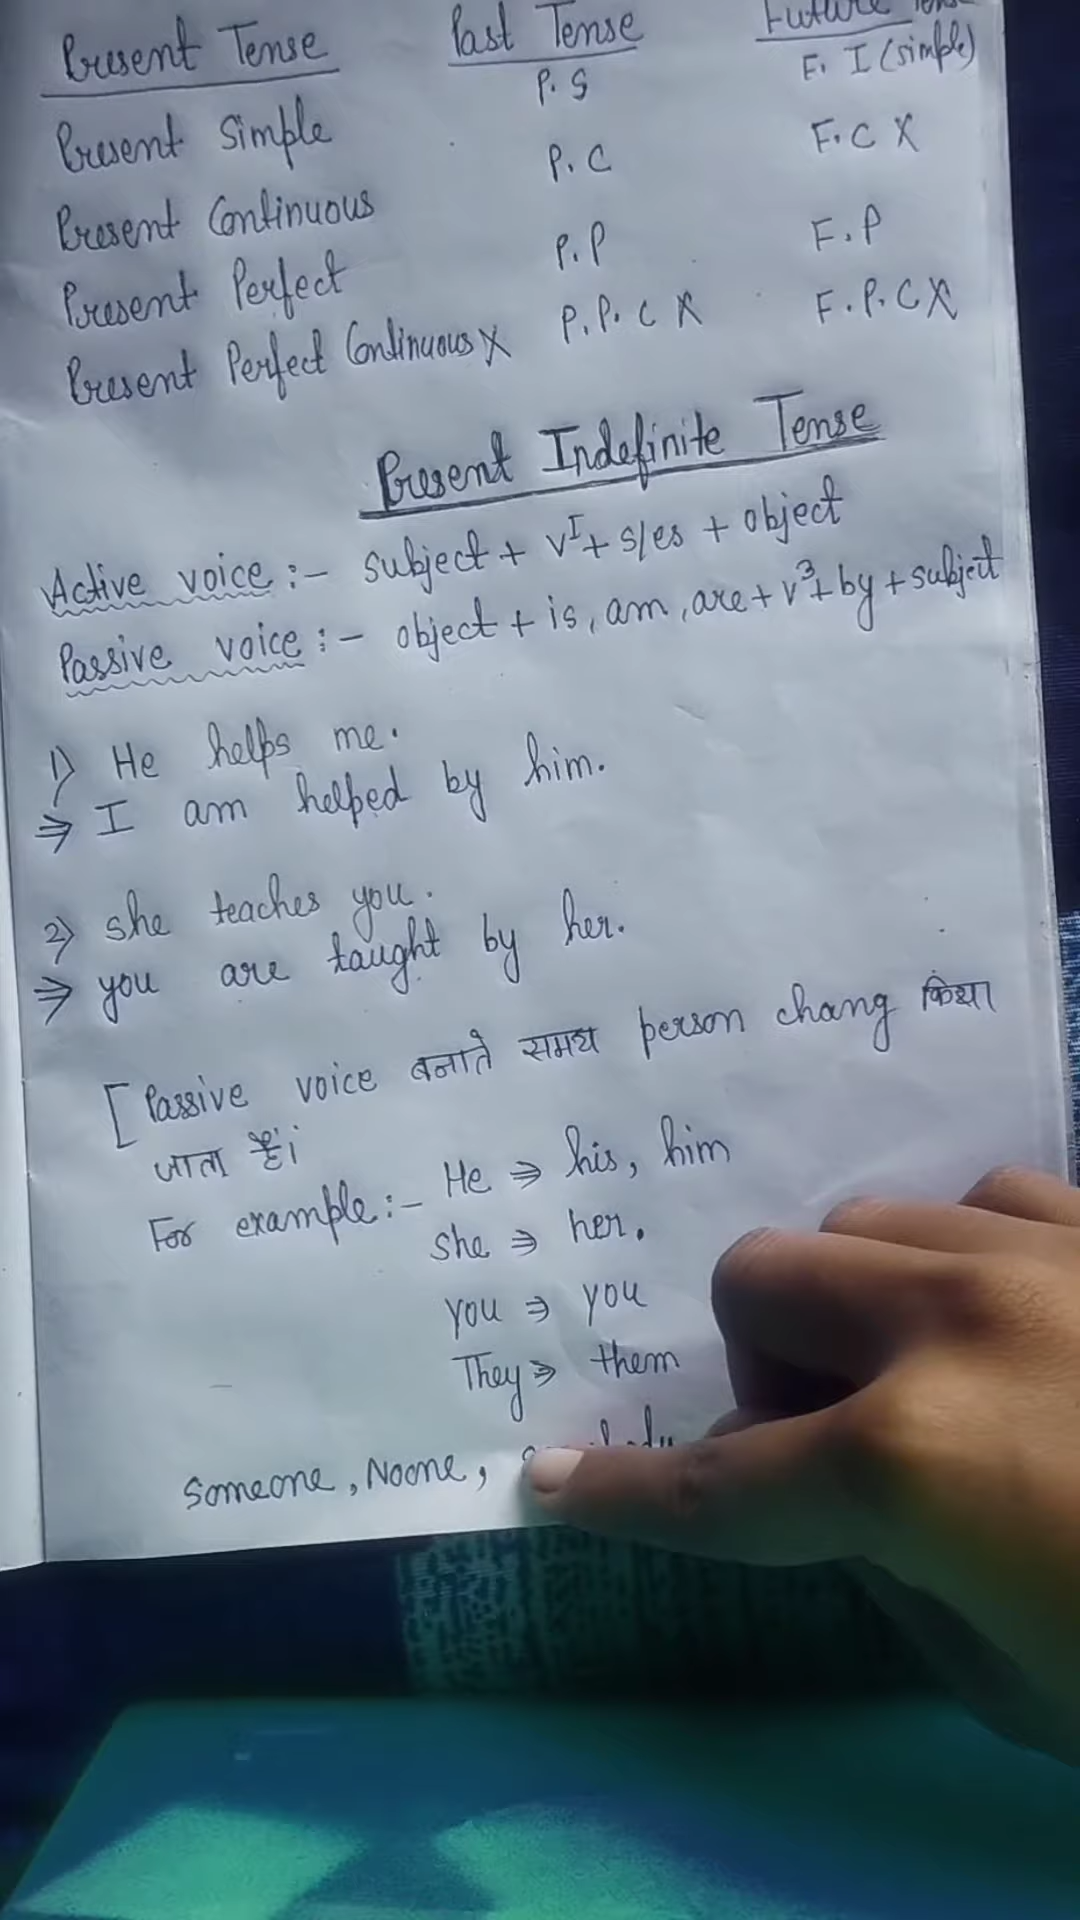 Present Tense Past Tense Future Tense
Present Simple P. S F. I (simple)
Present Continuous P. C F. C X
Present Perfect P. P F. P
Present Perfect Continuous X P. P. C X F. P. C X
Present Indefinite Tense
Active voice :- subject + v^I + s/es + object
Passive voice :- object + is, am, are + v^3 + by + subject
1) He helps me.
⇒ I am helped by him.
2) she teaches you.
⇒ you are taught by her.
[Passive voice बनाते समय person chang किया
जाता है।
For example :- He ⇒ his, him
she ⇒ her.
you ⇒ you
They ⇒ them
Someone, Noone,